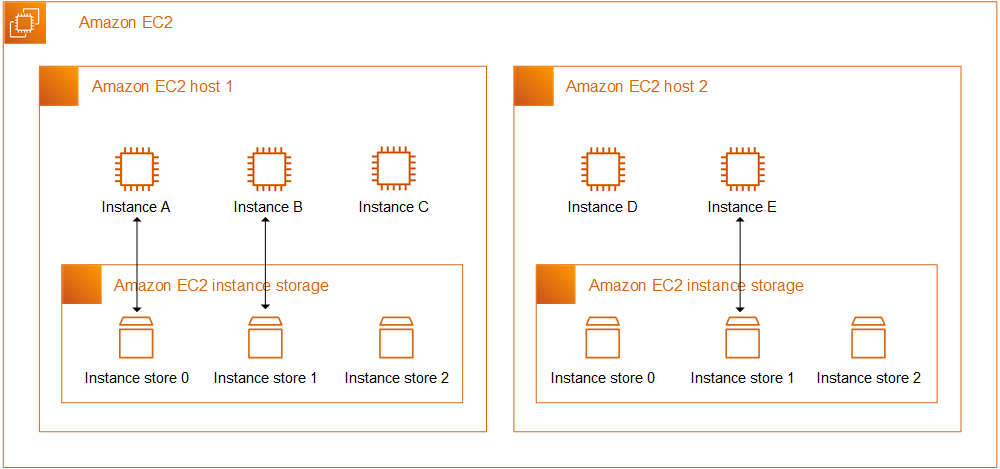 Amazon EC2
Amazon EC2 host 1
Amazon EC2 host 2
Instance A
Instance B
Instance C
Instance D
Instance E
Amazon EC2 instance storage
Amazon EC2 instance storage
Instance store 0
Instance store 1
Instance store 2
Instance store 0
Instance store 1
Instance store 2